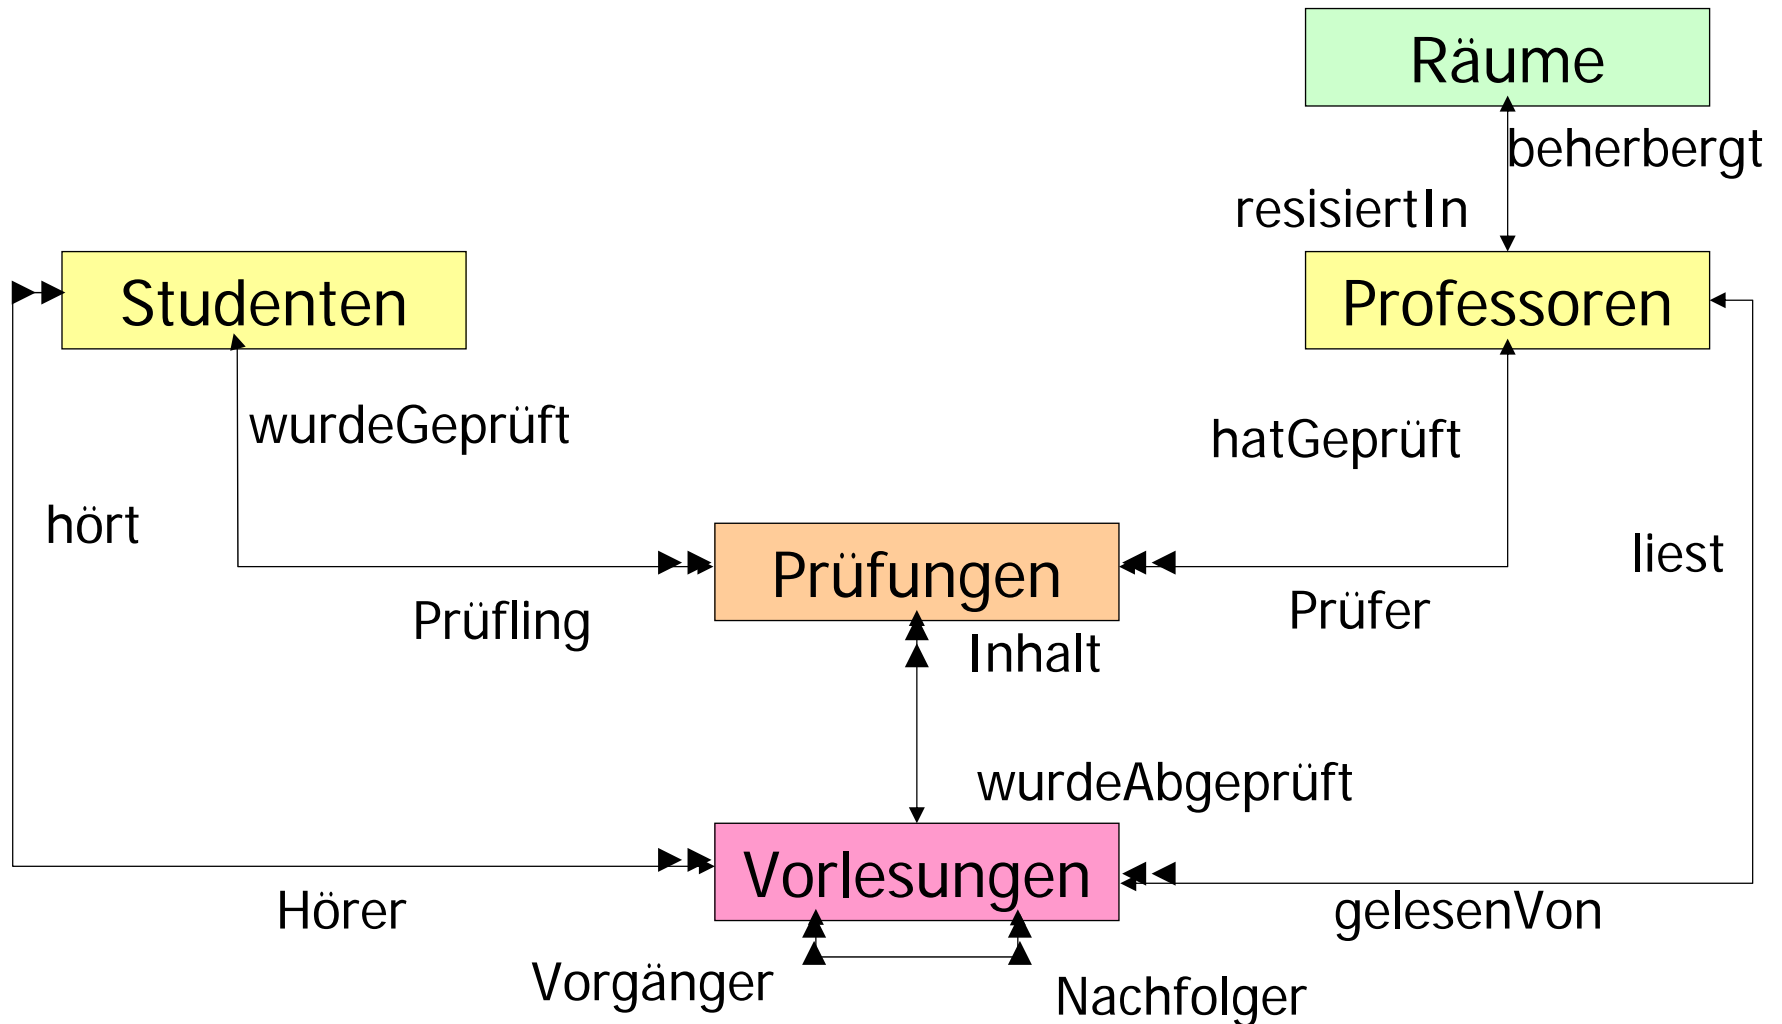 Räume
beherbergt
resisiertIn
Studenten
Professoren
wurdeGeprüft
hatGeprüft
hört
liest
Prüfungen
Prüfling
Prüfer
Inhalt
wurdeAbgeprüft
Vorlesungen
Hörer
gelesenVon
Vorgänger
Nachfolger